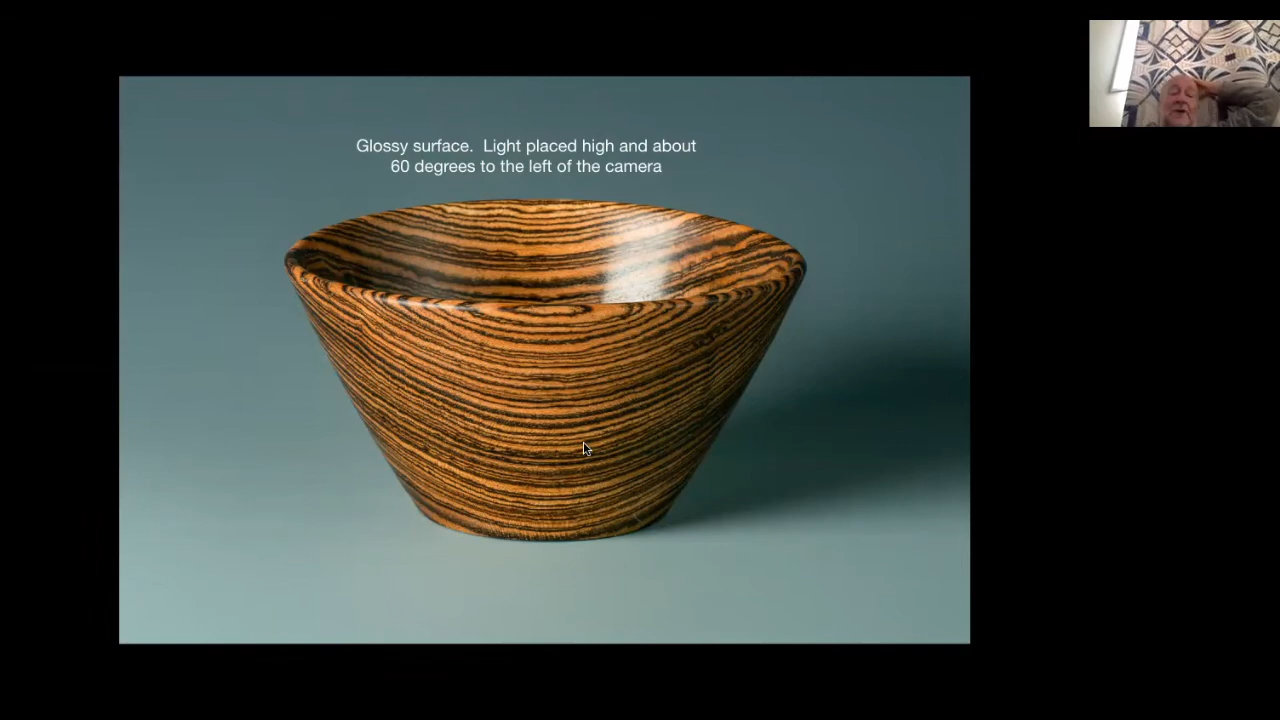 Glossy surface.  Light placed high and about
60 degrees to the left of the camera